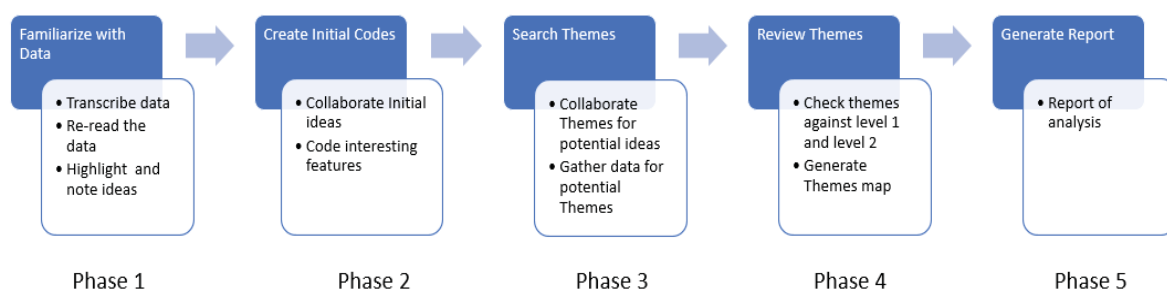 Familiarize with
Data
• Transcribe data
• Re-read the
data
• Highlight and
note ideas
Phase 1
Create Initial Codes
• Collaborate Initial
ideas
• Code interesting
features
Phase 2
Search Themes
• Collaborate
Themes for
potential ideas
• Gather data for
potential
Themes
Phase 3
Review Themes
• Check themes
against level 1
and level 2
• Generate
Themes map
Phase 4
Generate Report
• Report of
analysis
Phase 5